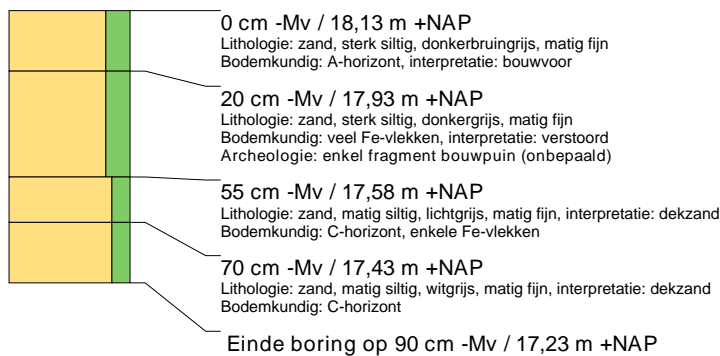 0 cm -Mv / 18,13 m +NAP
Lithologie: zand, sterk siltig, donkerbruingrijs, matig fijn
Bodemkundig: A-horizont, interpretatie: bouwvoor
20 cm -Mv / 17,93 m +NAP
Lithologie: zand, sterk siltig, donkergrijs, matig fijn
Bodemkundig: veel Fe-vlekken, interpretatie: verstoord
Archeologie: enkel fragment bouwpuin (onbepaald)
55 cm -Mv / 17,58 m +NAP
Lithologie: zand, matig siltig, lichtgrijs, matig fijn, interpretatie: dekzand
Bodemkundig: C-horizont, enkele Fe-vlekken
70 cm -Mv / 17,43 m +NAP
Lithologie: zand, matig siltig, witgrijs, matig fijn, interpretatie: dekzand
Bodemkundig: C-horizont
Einde boring op 90 cm -Mv / 17,23 m +NAP